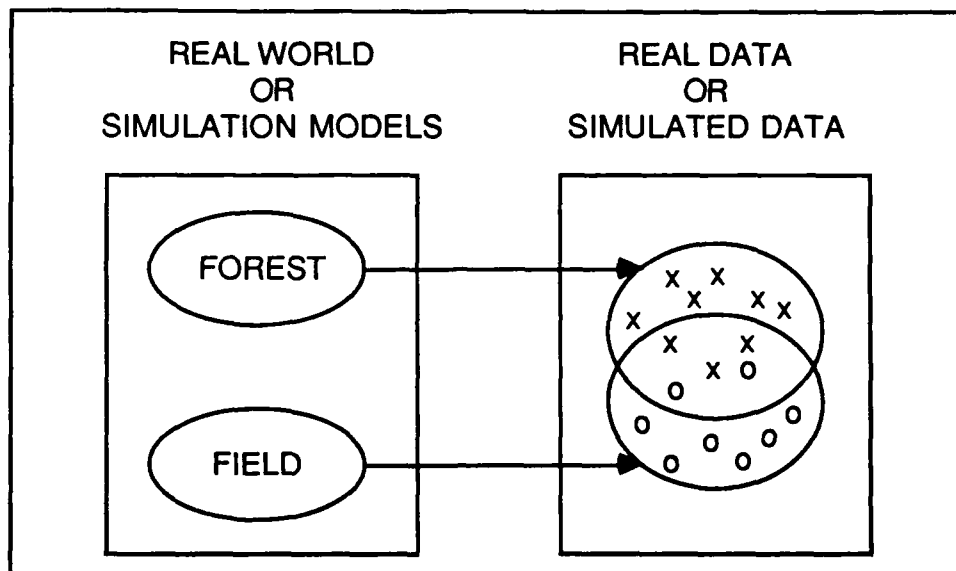 REAL WORLD
OR
SIMULATION MODELS
REAL DATA
OR
SIMULATED DATA
FOREST
FIELD
X X
X X X
X
X X
X O
O
O O
O O
O O